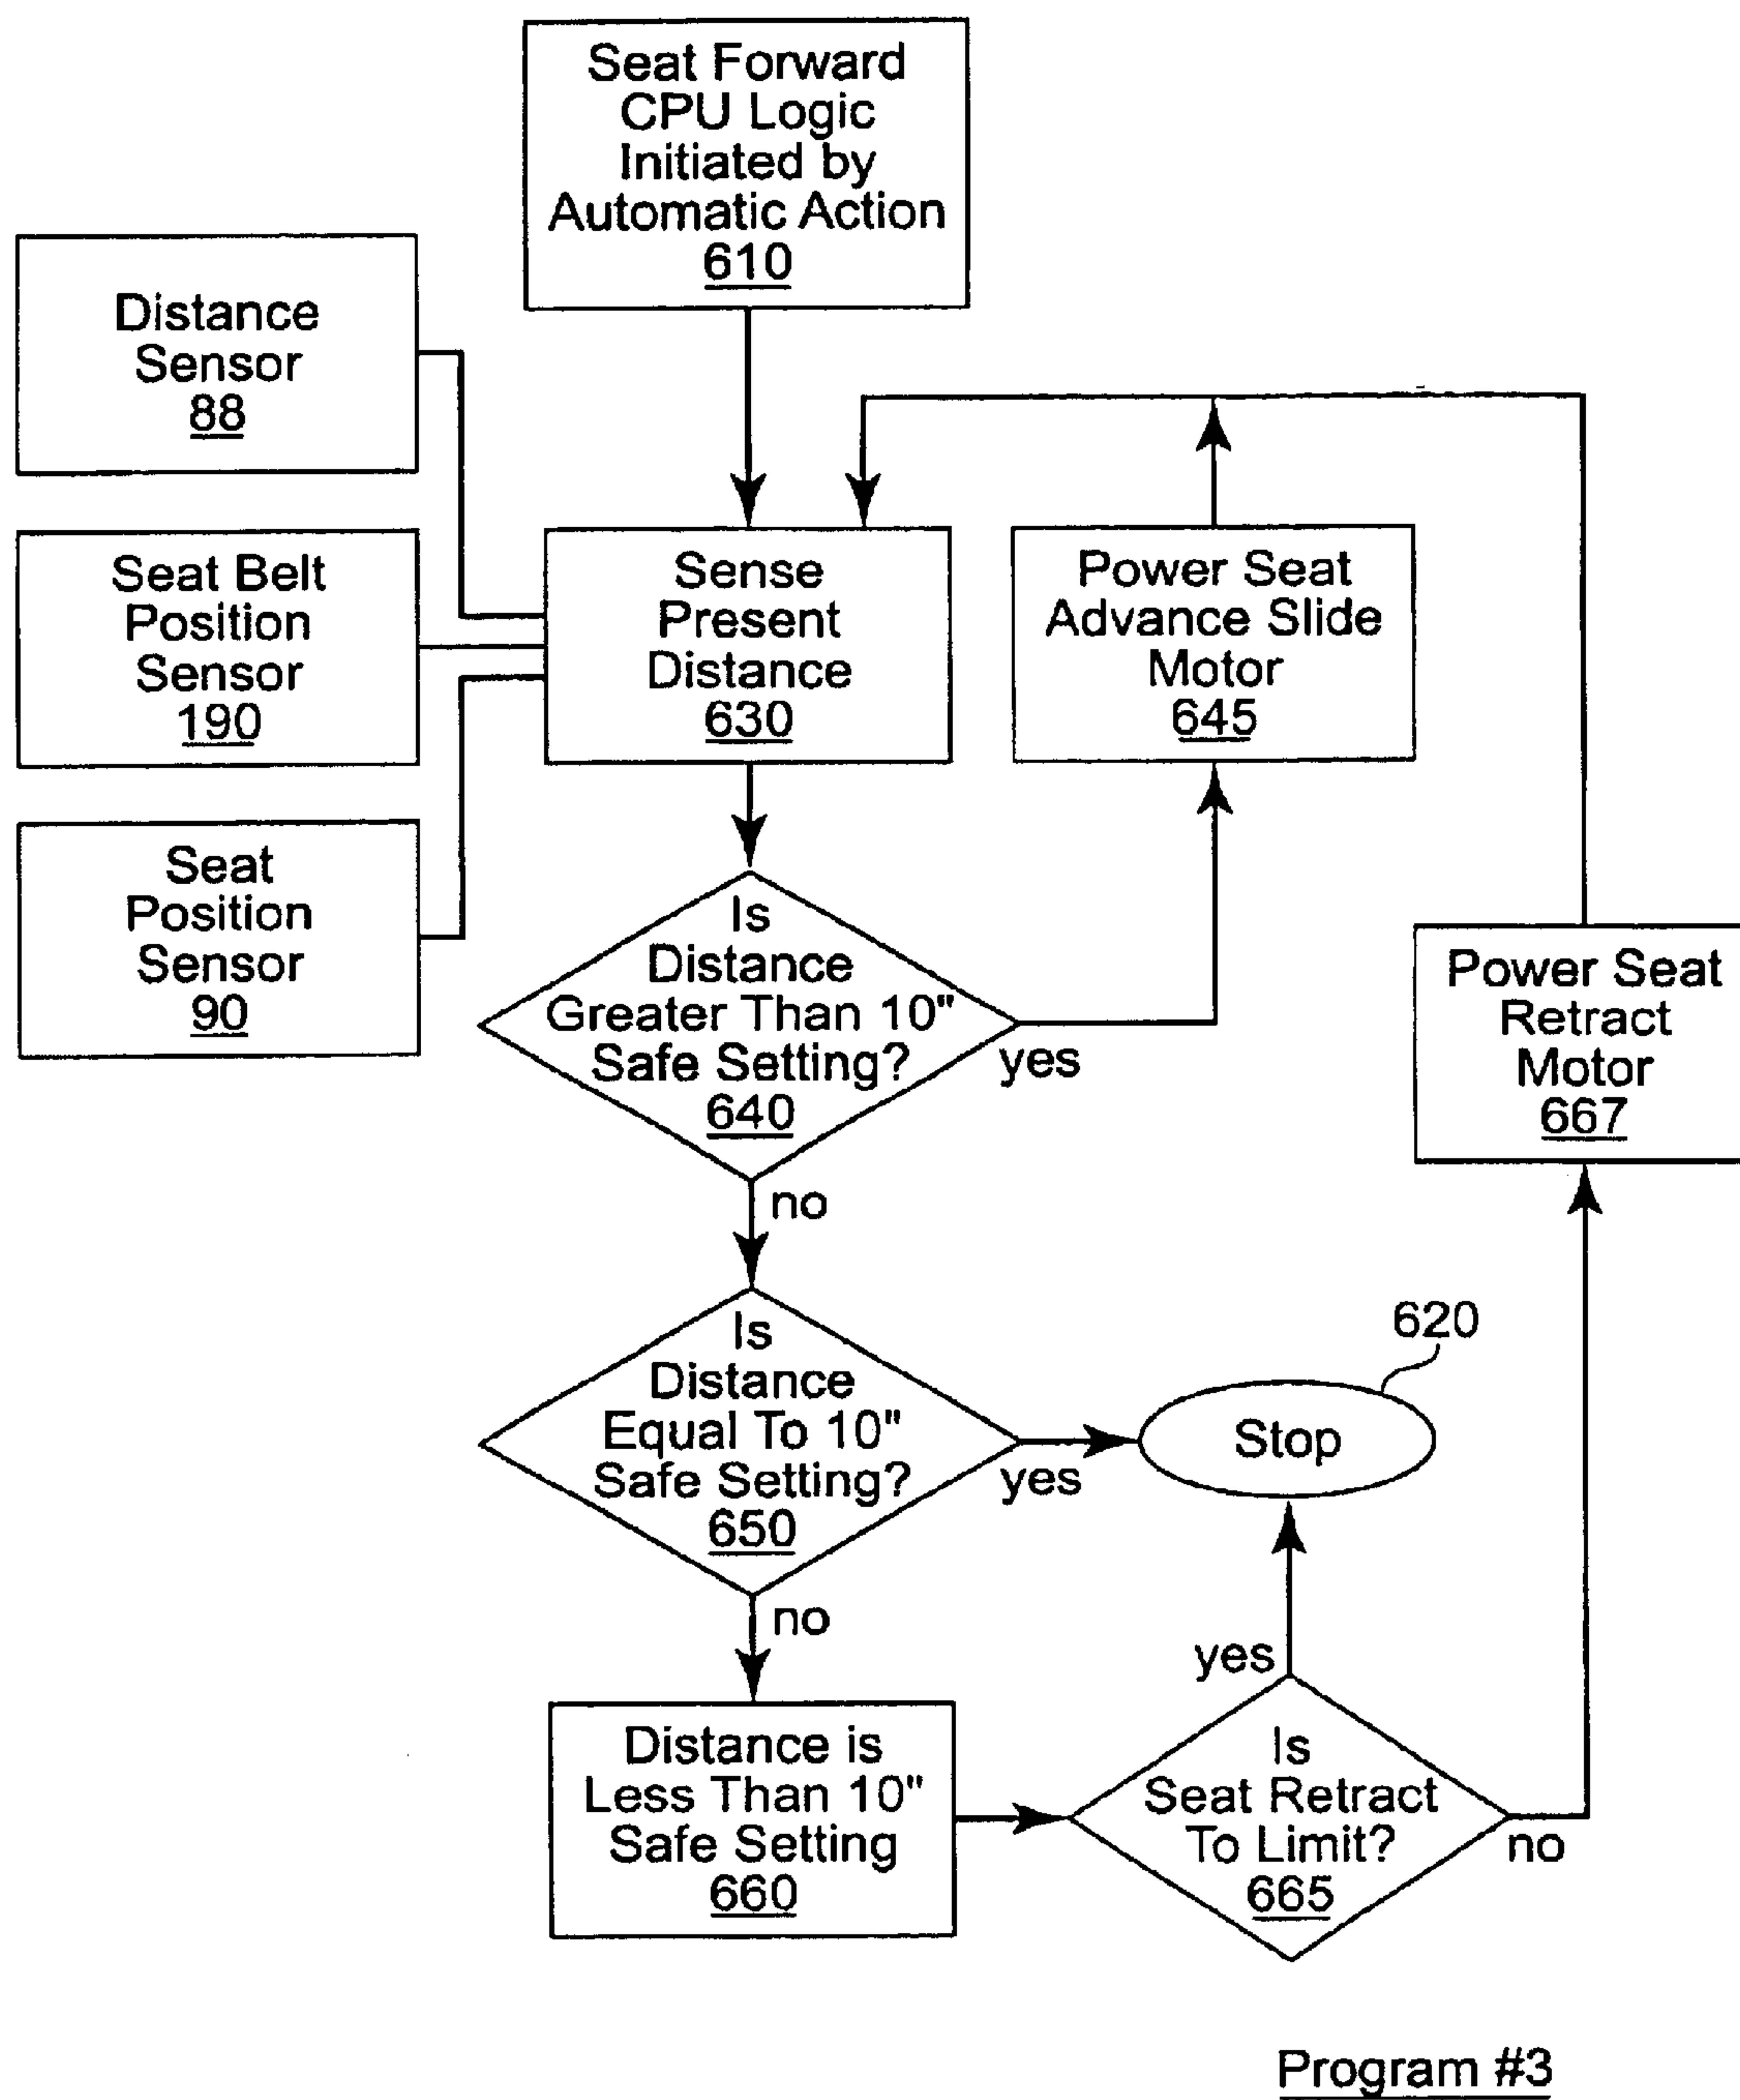 Seat Forward
CPU Logic
Initiated by
Automatic Action
610
Distance
Sensor
88
Seat Belt
Position
Sensor
190
Seat
Position
Sensor
90
Sense
Present
Distance
630
Power Seat
Advance Slide
Motor
645
Is
Distance
Greater Than 10"
Safe Setting?
640
yes
no
Power Seat
Retract
Motor
667
Is
Distance
Equal To 10"
Safe Setting?
650
yes
no
620
Stop
Distance is
Less Than 10"
Safe Setting
660
yes
Is
Seat Retract
To Limit?
665
no
Program #3